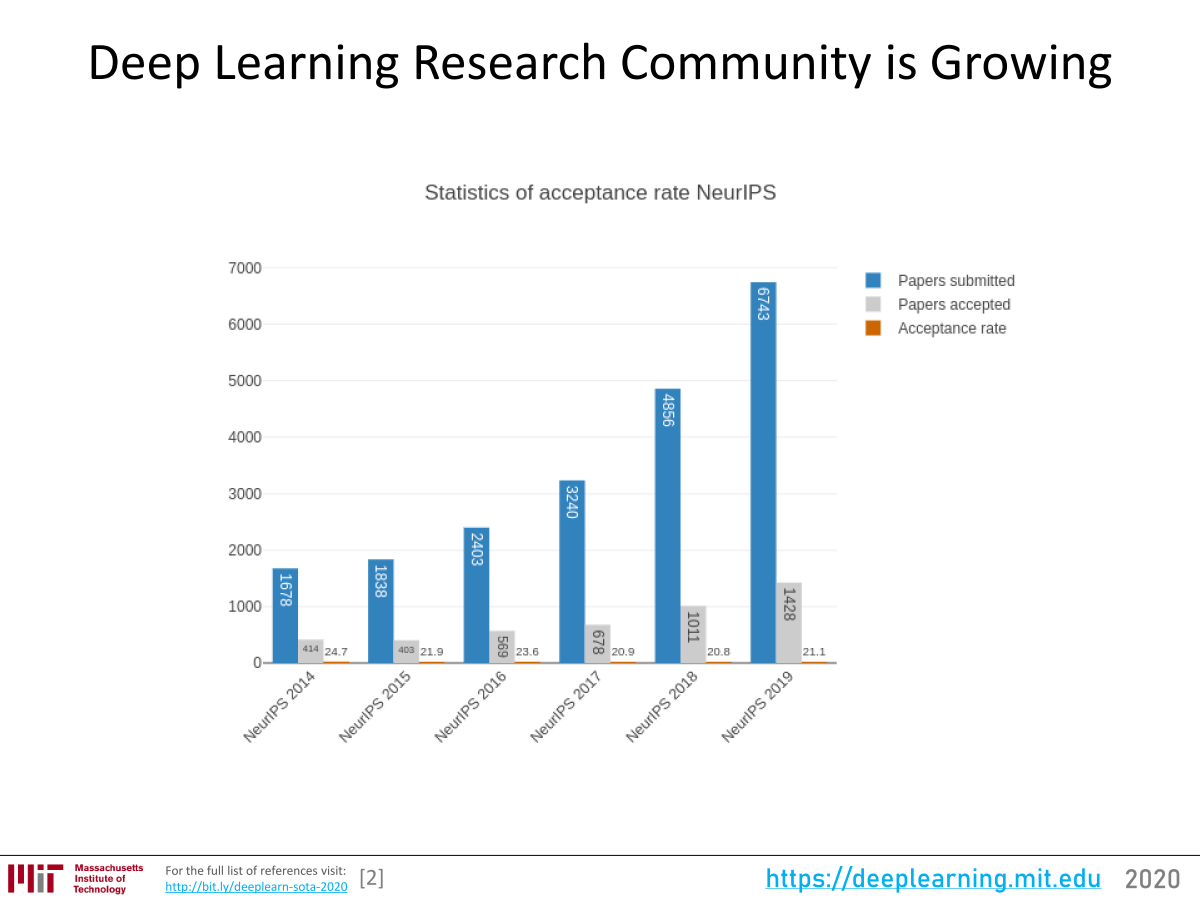 Deep Learning Research Community is Growing
Statistics of acceptance rate NeurIPS
7000
6000
5000
4000
3000
2000
1000
0
1678
414
24.7
1838
403
21.9
2403
569
23.6
3240
678
20.9
4856
1011
20.8
6743
1428
21.1
NeurIPS 2014
NeurIPS 2015
NeurIPS 2016
NeurIPS 2017
NeurIPS 2018
NeurIPS 2019
Papers submitted
Papers accepted
Acceptance rate
Massachusetts
Institute of
Technology
For the full list of references visit:
http://bit.ly/deeplearn-sota-2020
[2]
https://deeplearning.mit.edu 2020